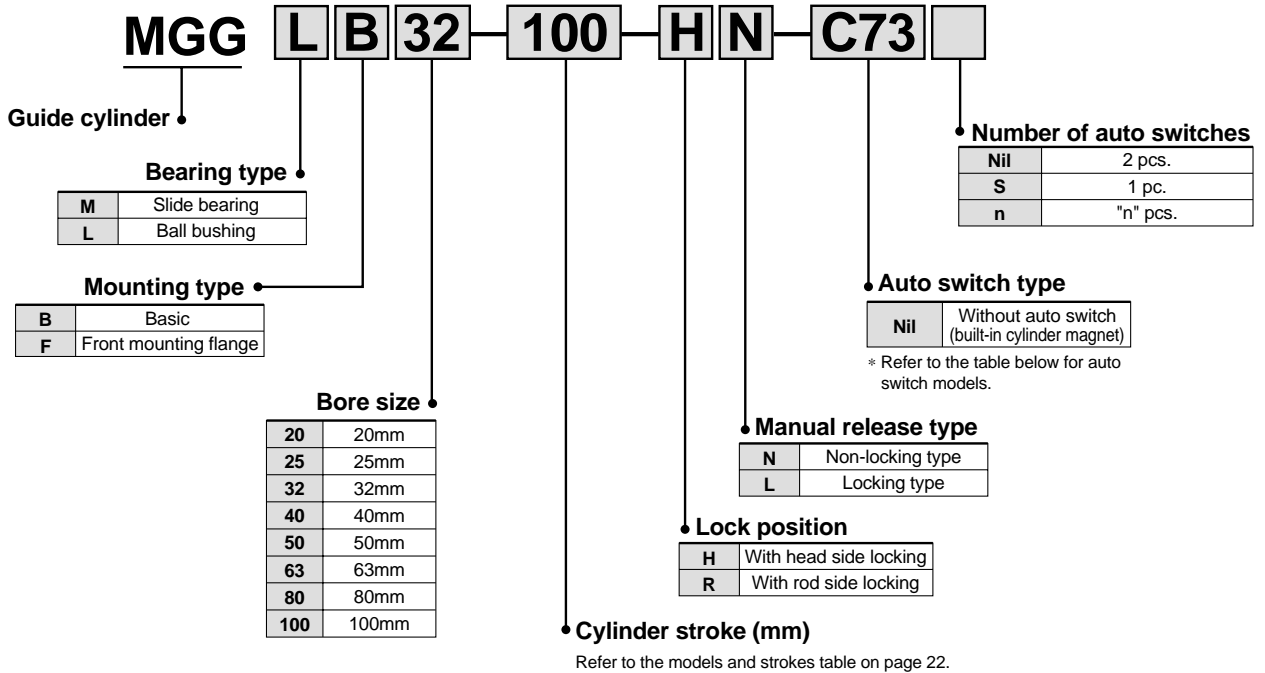 MGG L B 32 - 100 - H N - C73
Guide cylinder
Number of auto switches
Nil 2 pcs.
S 1 pc.
n "n" pcs.
Bearing type
M Slide bearing
L Ball bushing
Mounting type
B Basic
F Front mounting flange
Auto switch type
Nil Without auto switch
(built-in cylinder magnet)
* Refer to the table below for auto
switch models.
Bore size
20 20mm
25 25mm
32 32mm
40 40mm
50 50mm
63 63mm
80 80mm
100 100mm
Manual release type
N Non-locking type
L Locking type
Lock position
H With head side locking
R With rod side locking
Cylinder stroke (mm)
Refer to the models and strokes table on page 22.